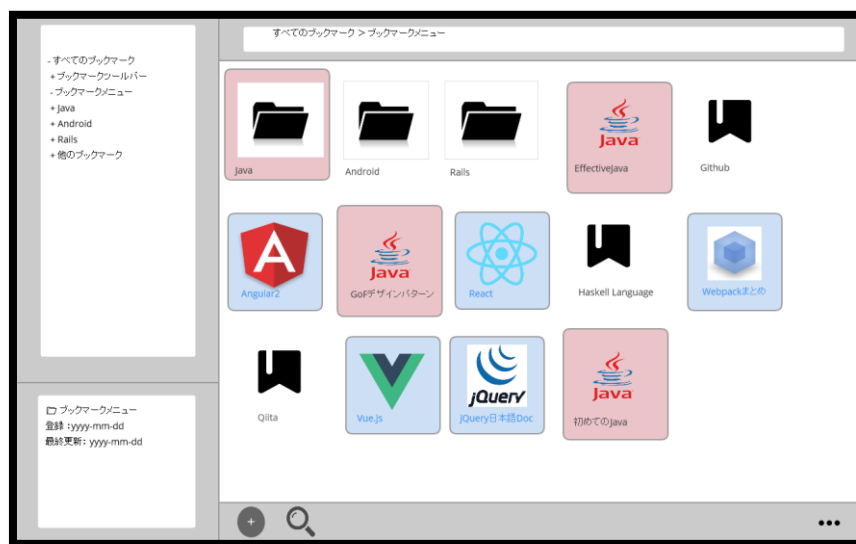 すべてのブックマーク > ブックマークメニュー
- すべてのブックマーク
+ ブックマークツールバー
- ブックマークメニュー
+ Java
+ Android
+ Rails
+ 他のブックマーク
Java
Android
Rails
Java
EffectiveJava
Github
A
Angular2
Java
GoFデザインパターン
React
Haskell Language
Webpackまとめ
Qiita
Vue.js
jQuery
JQuery日本語Doc
Java
初めてのJava
ブックマークメニュー
登録 :yyyy-mm-dd
最終更新: yyyy-mm-dd
+